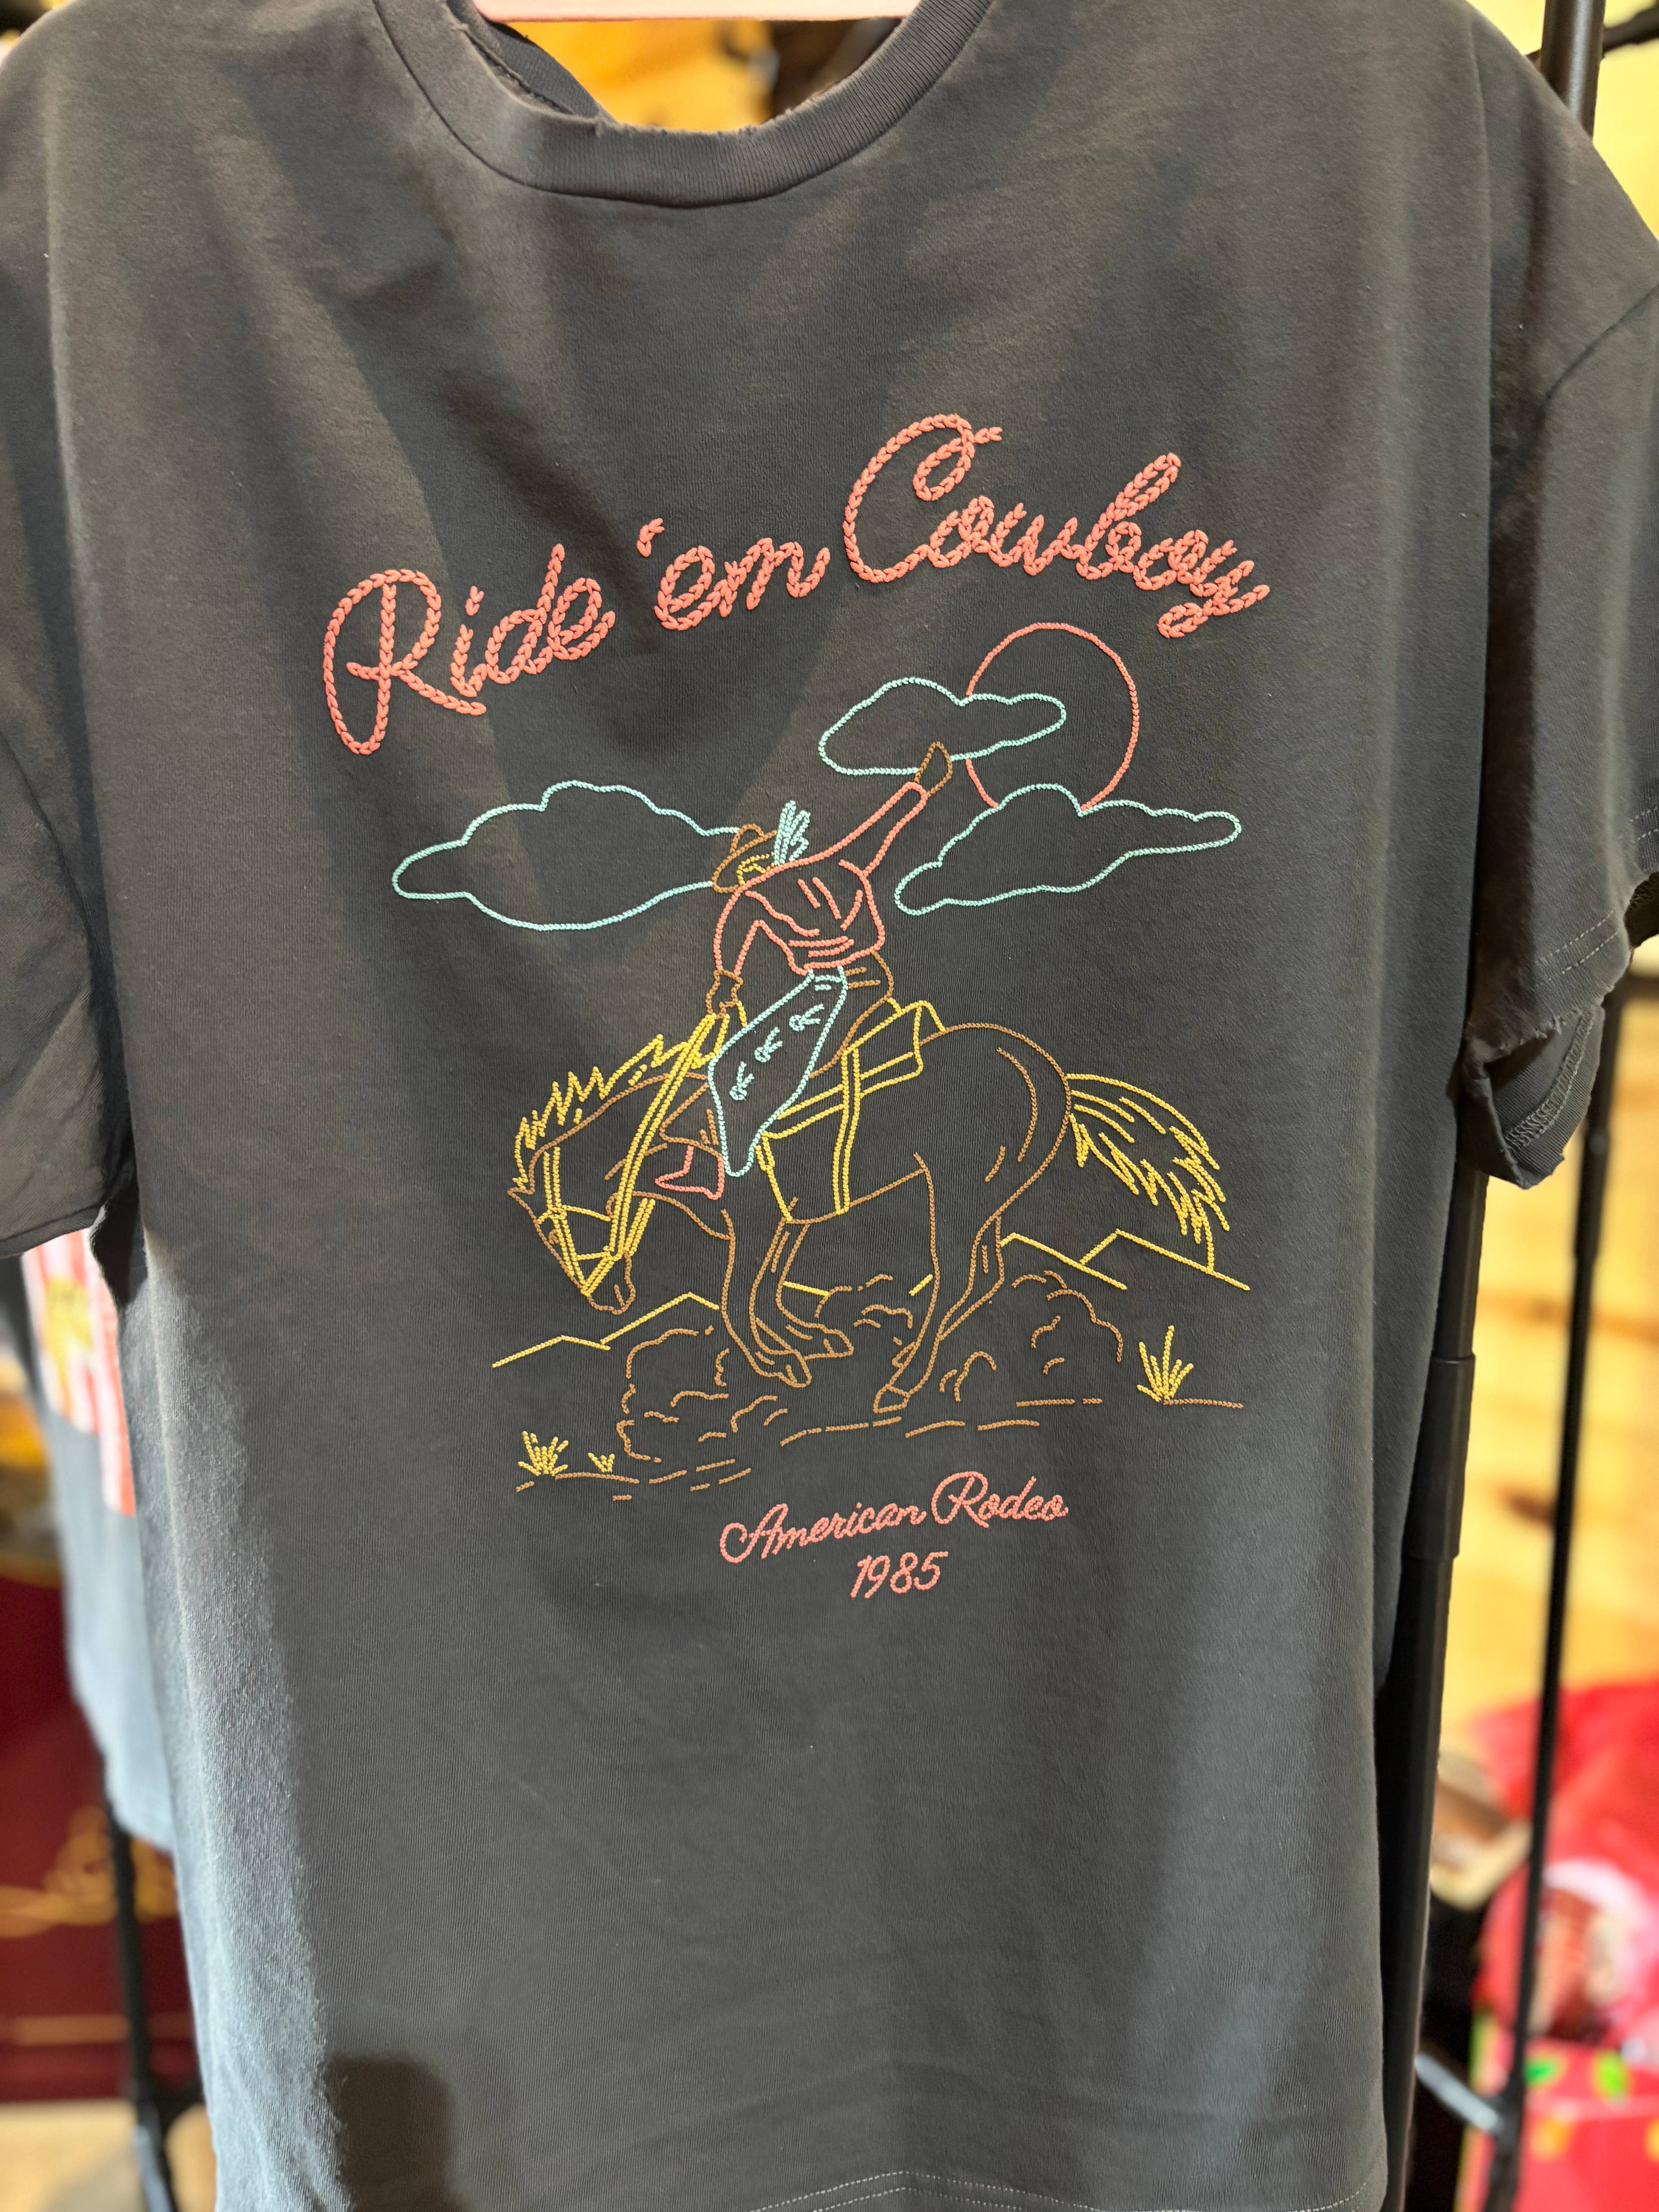 Ride 'em Cowboy
American Rodeo
1985